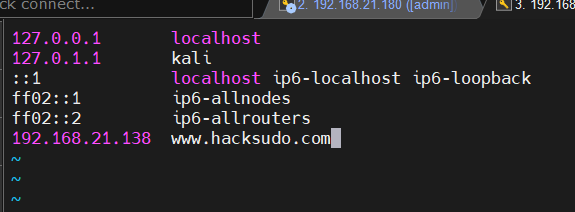 ck connect...
2. 192.168.21.180 ([admin]
3. 192.168
127.0.0.1 localhost
127.0.1.1 kali
::1 localhost ip6-localhost ip6-loopback
ff02::1 ip6-allnodes
ff02::2 ip6-allrouters
192.168.21.138 www.hacksudo.com
~
~
~